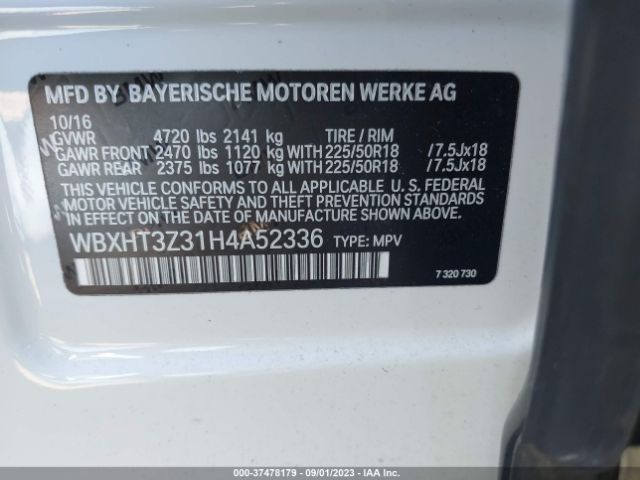 MFD BY BAYERISCHE MOTOREN WERKE AG
10/16
GVWR 4720 lbs 2141 kg TIRE / RIM
GAWR FRONT 2470 lbs 1120 kg WITH 225/50R18 /7.5Jx18
GAWR REAR 2375 lbs 1077 kg WITH 225/50R18 /7.5Jx18
THIS VEHICLE CONFORMS TO ALL APPLICABLE U. S. FEDERAL
MOTOR VEHICLE SAFETY AND THEFT PREVENTION STANDARDS
IN EFFECT ON THE DATE OF MANUFACTURE SHOWN ABOVE.
WBXHT3Z31H4A52336 TYPE: MPV
7 320 730
000-37478179 - 09/01/2023 - IAAI.COM